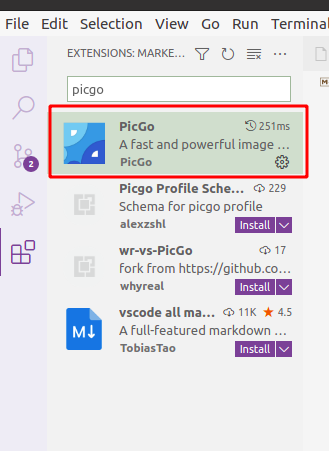 File Edit Selection View Go Run Terminal
EXTENSIONS: MARKE...
picgo
PicGo 251ms
A fast and powerful image ...
PicGo
Picgo Profile Sche... 229
Schema for picgo profile
alexzshl Install
wr-vs-PicGo 17
fork from https://github.co...
whyreal Install
2
vscode all ma... 11K 4.5
M
A full-featured markdown ...
TobiasTao Install